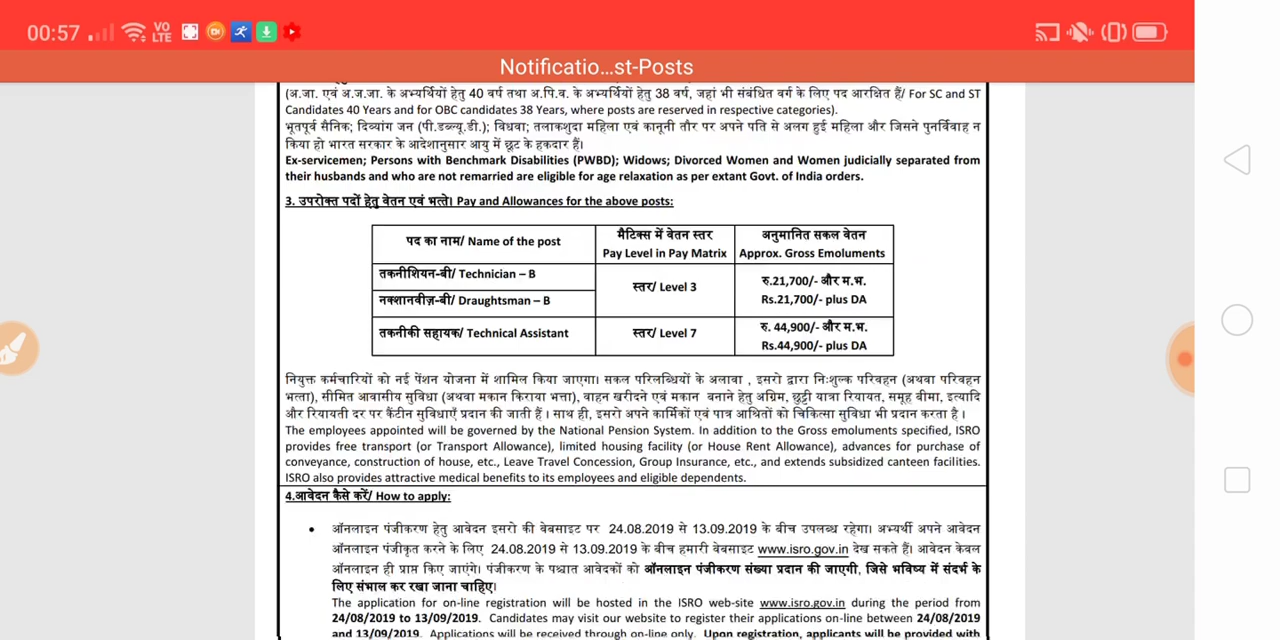 00:57
VO
LTE
Notificatio...st-Posts
(अ.जा. एवं अ.ज.जा. के अभ्यर्थियों हेतु 40 वर्ष तथा अ.पि.व. के अभ्यर्थियों हेतु 38 वर्ष, जहां भी संबंधित वर्ग के लिए पद आरक्षित हैं/ For SC and ST
Candidates 40 Years and for OBC candidates 38 Years, where posts are reserved in respective categories).
भूतपूर्व सैनिक; दिव्यांग जन (पी.डब्ल्यू.डी.); विधवा; तलाकशुदा महिला एवं कानूनी तौर पर अपने पति से अलग हुई महिला और जिसने पुनर्विवाह न
किया हो भारत सरकार के आदेशानुसार आयु में छूट के हकदार हैं।
Ex-servicemen; Persons with Benchmark Disabilities (PWBD); Widows; Divorced Women and Women judicially separated from
their husbands and who are not remarried are eligible for age relaxation as per extant Govt. of India orders.
3. उपरोक्त पदों हेतु वेतन एवं भत्ते। Pay and Allowances for the above posts:
पद का नाम/ Name of the post
मैटिक्स में वेतन स्तर
Pay Level in Pay Matrix
अनुमानित सकल वेतन
Approx. Gross Emoluments
तकनीशियन-बी/ Technician – B
नक्शानवीज़-बी/ Draughtsman – B
स्तर/ Level 3
रु.21,700/- और म.भ.
Rs.21,700/- plus DA
तकनीकी सहायक/ Technical Assistant
स्तर/ Level 7
रु. 44,900/- और म.भ.
Rs.44,900/- plus DA
नियुक्त कर्मचारियों को नई पेंशन योजना में शामिल किया जाएगा। सकल परिलब्धियों के अलावा , इसरो द्वारा निःशुल्क परिवहन (अथवा परिवहन
भत्ता), सीमित आवासीय सुविधा (अथवा मकान किराया भत्ता), वाहन खरीदने एवं मकान बनाने हेतु अग्रिम, छुट्टी यात्रा रियायत, समूह बीमा, इत्यादि
और रियायती दर पर कैंटीन सुविधाएँ प्रदान की जाती हैं । साथ ही, इसरो अपने कार्मिकों एवं पात्र आश्रितों को चिकित्सा सुविधा भी प्रदान करता है ।
The employees appointed will be governed by the National Pension System. In addition to the Gross emoluments specified, ISRO
provides free transport (or Transport Allowance), limited housing facility (or House Rent Allowance), advances for purchase of
conveyance, construction of house, etc., Leave Travel Concession, Group Insurance, etc., and extends subsidized canteen facilities.
ISRO also provides attractive medical benefits to its employees and eligible dependents.
4.आवेदन कैसे करें/ How to apply:
• ऑनलाइन पंजीकरण हेतु आवेदन इसरो की वेबसाइट पर 24.08.2019 से 13.09.2019 के बीच उपलब्ध रहेगा। अभ्यर्थी अपने आवेदन
ऑनलाइन पंजीकृत करने के लिए 24.08.2019 से 13.09.2019 के बीच हमारी वेबसाइट www.isro.gov.in देख सकते हैं। आवेदन केवल
ऑनलाइन ही प्राप्त किए जाएंगे। पंजीकरण के पश्चात आवेदकों को ऑनलाइन पंजीकरण संख्या प्रदान की जाएगी, जिसे भविष्य में संदर्भ के
लिए संभाल कर रखा जाना चाहिए।
The application for on-line registration will be hosted in the ISRO web-site www.isro.gov.in during the period from
24/08/2019 to 13/09/2019. Candidates may visit our website to register their applications on-line between 24/08/2019
and 13/09/2019. Applications will be received through on-line only. Upon registration, applicants will be provided with